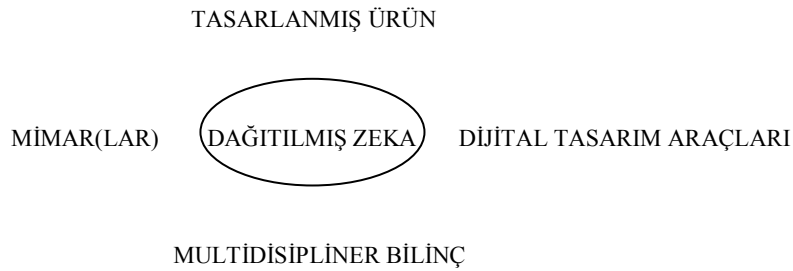 TASARLANMIŞ ÜRÜN
MİMAR(LAR) DAĞITILMIŞ ZEKA DİJİTAL TASARIM ARAÇLARI
MULTİDİSİPLİNER BİLİNÇ